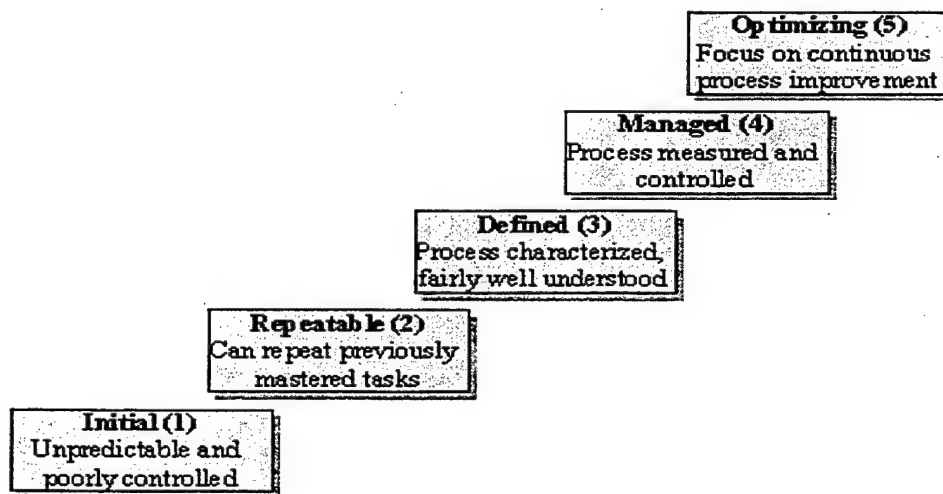 Optimizing (5)
Focus on continuous
process improvement
Managed (4)
Process measured and
controlled
Defined (3)
Process characterized,
fairly well understood
Repeatable (2)
Can repeat previously
mastered tasks
Initial (1)
Unpredictable and
poorly controlled